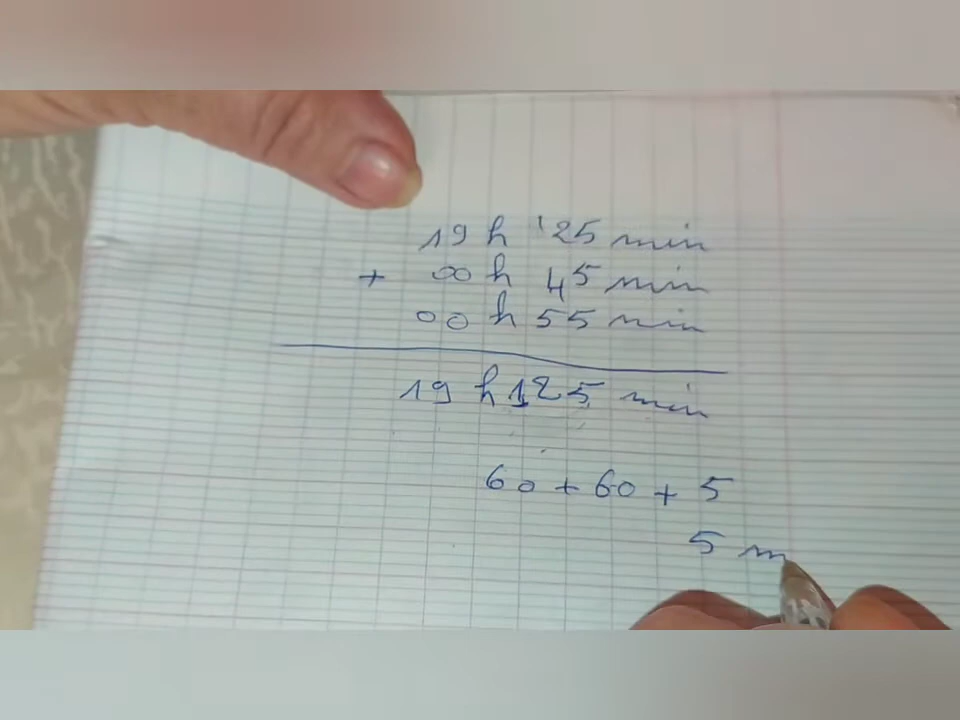 19 h 125 min
+ 00 h 45 min
00 h 55 min
19 h 125 min
60 + 60 + 5
5 m